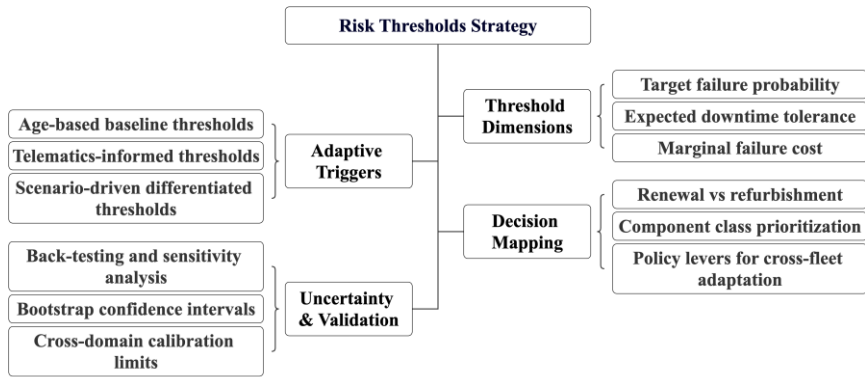 Risk Thresholds Strategy
Age-based baseline thresholds
Telematics-informed thresholds
Scenario-driven differentiated
thresholds
Adaptive
Triggers
Back-testing and sensitivity
analysis
Bootstrap confidence intervals
Cross-domain calibration
limits
Uncertainty
& Validation
Threshold
Dimensions
Target failure probability
Expected downtime tolerance
Marginal failure cost
Decision
Mapping
Renewal vs refurbishment
Component class prioritization
Policy levers for cross-fleet
adaptation